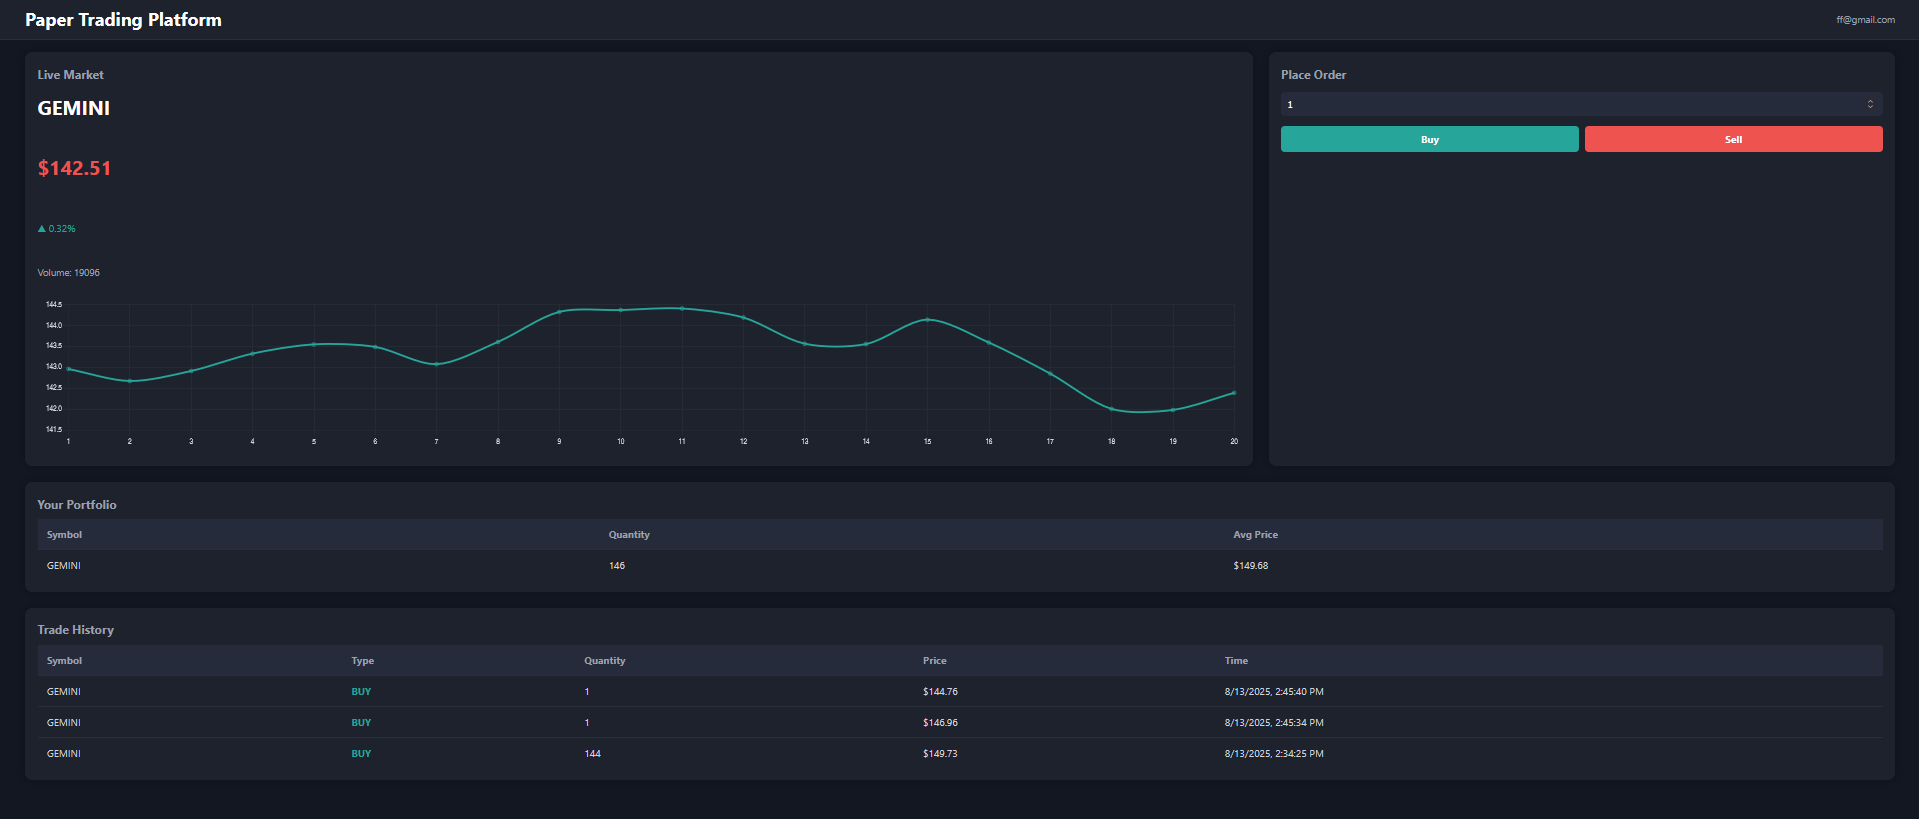 Paper Trading Platform
ff@gmail.com
Live Market
GEMINI
$142.51
▲ 0.32%
Volume: 19096
144.5
144.0
143.5
143.0
142.5
142.0
141.5
1 2 3 4 5 6 7 8 9 10 11 12 13 14 15 16 17 18 19 20
Place Order
1
Buy Sell
Your Portfolio
Symbol Quantity Avg Price
GEMINI 146 $149.68
Trade History
Symbol Type Quantity Price Time
GEMINI BUY 1 $144.76 8/13/2025, 2:45:40 PM
GEMINI BUY 1 $146.96 8/13/2025, 2:45:34 PM
GEMINI BUY 144 $149.73 8/13/2025, 2:34:25 PM